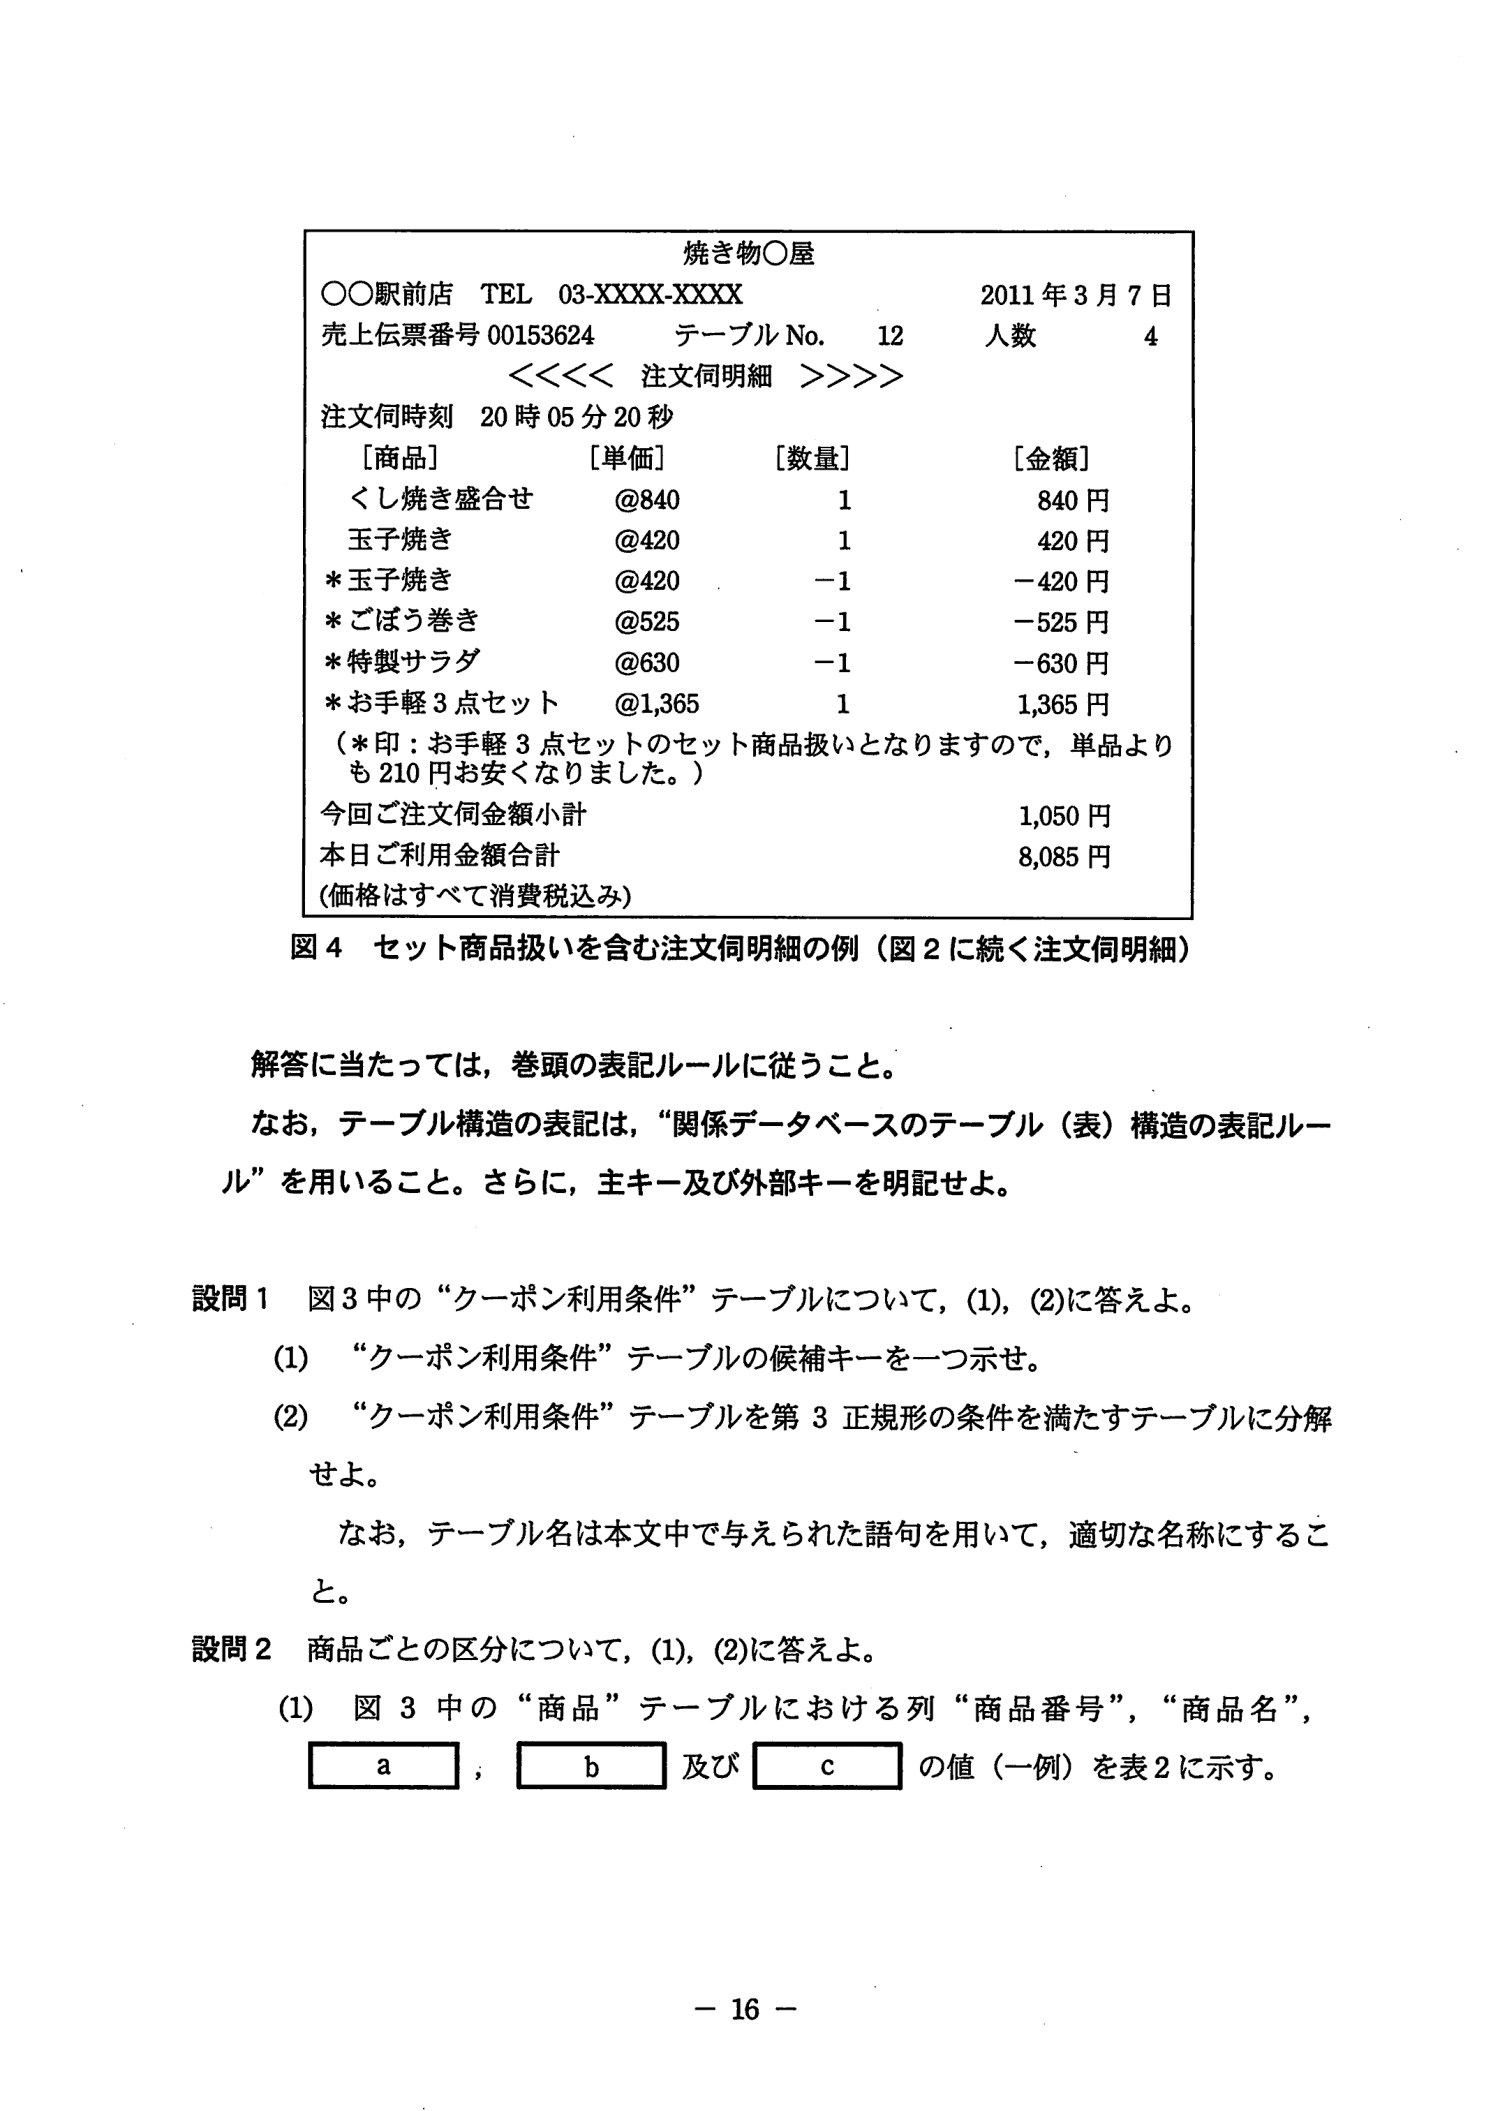 焼き物〇屋
〇〇駅前店 TEL 03-XXXX-XXXX 2011年3月7日
売上伝票番号 00153624 テーブル No. 12 人数 4
<<<< 注文伺明細 >>>>
注文伺時刻 20時05分20秒
[商品] [単価] [数量] [金額]
くし焼き盛合せ @840 1 840円
玉子焼き @420 1 420円
*玉子焼き @420 -1 -420円
*ごぼう巻き @525 -1 -525円
*特製サラダ @630 -1 -630円
*お手軽3点セット @1,365 1 1,365円
(*印:お手軽3点セットのセット商品扱いとなりますので,単品より
も210円お安くなりました。)
今回ご注文伺金額小計 1,050円
本日ご利用金額合計 8,085円
(価格はすべて消費税込み)
図4 セット商品扱いを含む注文伺明細の例(図2に続く注文伺明細)
解答に当たっては,巻頭の表記ルールに従うこと。
なお,テーブル構造の表記は,“関係データベースのテーブル(表)構造の表記ルー
ル”を用いること。さらに,主キー及び外部キーを明記せよ。
設問1 図3中の“クーポン利用条件”テーブルについて,(1),(2)に答えよ。
(1) “クーポン利用条件”テーブルの候補キーを一つ示せ。
(2) “クーポン利用条件”テーブルを第3正規形の条件を満たすテーブルに分解
せよ。
なお,テーブル名は本文中で与えられた語句を用いて,適切な名称にするこ
と。
設問2 商品ごとの区分について,(1),(2)に答えよ。
(1) 図3中の“商品”テーブルにおける列“商品番号”,“商品名”,
a , b 及び c の値(一例)を表2に示す。
- 16 -